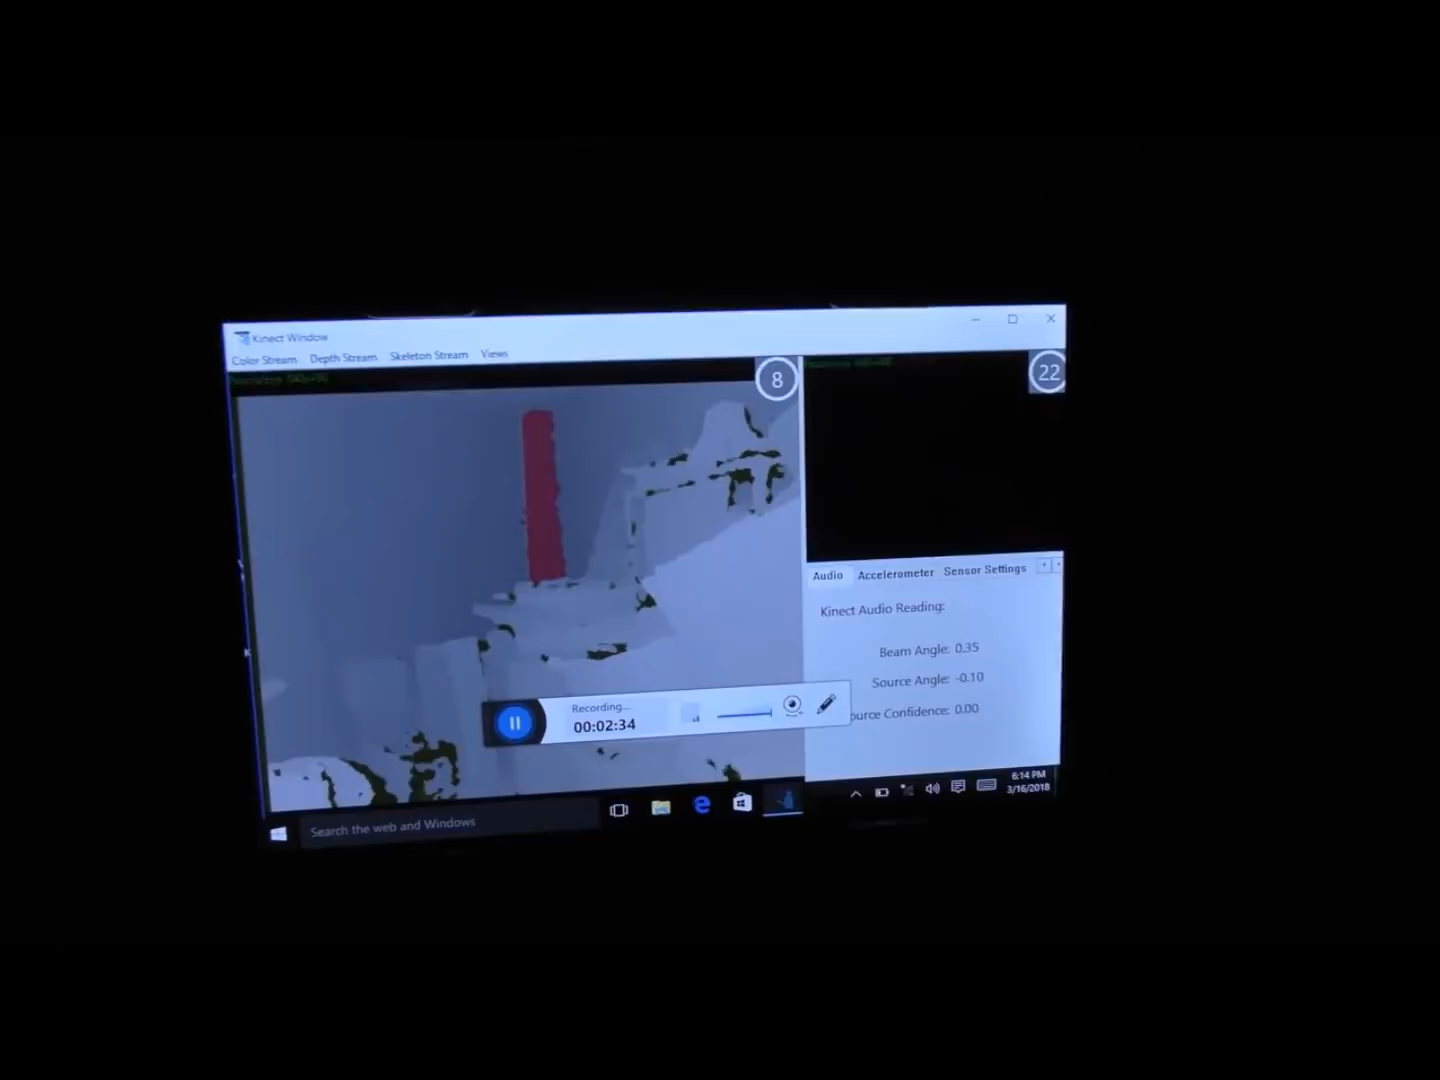 Kinect Window
Color Stream Depth Stream Skeleton Stream Views
8
22
Audio Accelerometer Sensor Settings
Kinect Audio Reading:
Beam Angle: 0.35
Source Angle: -0.10
ource Confidence: 0.00
Recording...
00:02:34
6:14 PM
3/16/2018
Search the web and Windows